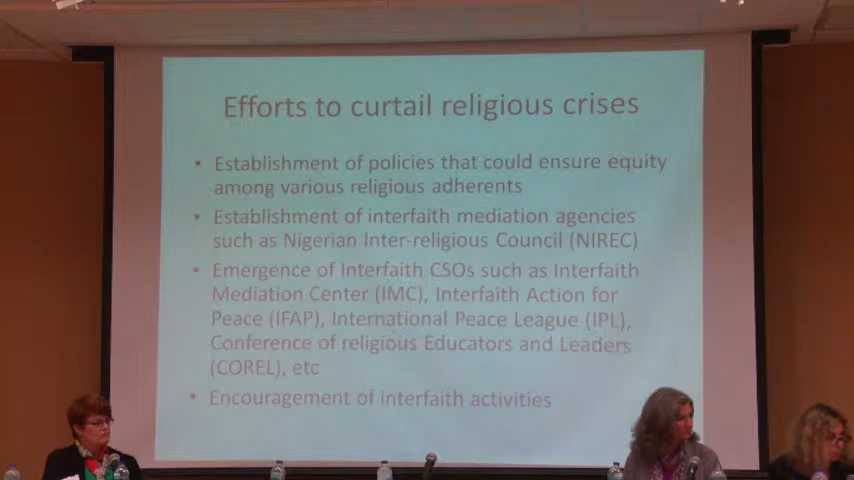 Efforts to curtail religious crises
• Establishment of policies that could ensure equity
among various religious adherents
• Establishment of interfaith mediation agencies
such as Nigerian Inter-religious Council (NIREC)
• Emergence of Interfaith CSOs such as Interfaith
Mediation Center (IMC), Interfaith Action for
Peace (IFAP), International Peace League (IPL),
Conference of religious Educators and Leaders
(COREL), etc
• Encouragement of interfaith activities